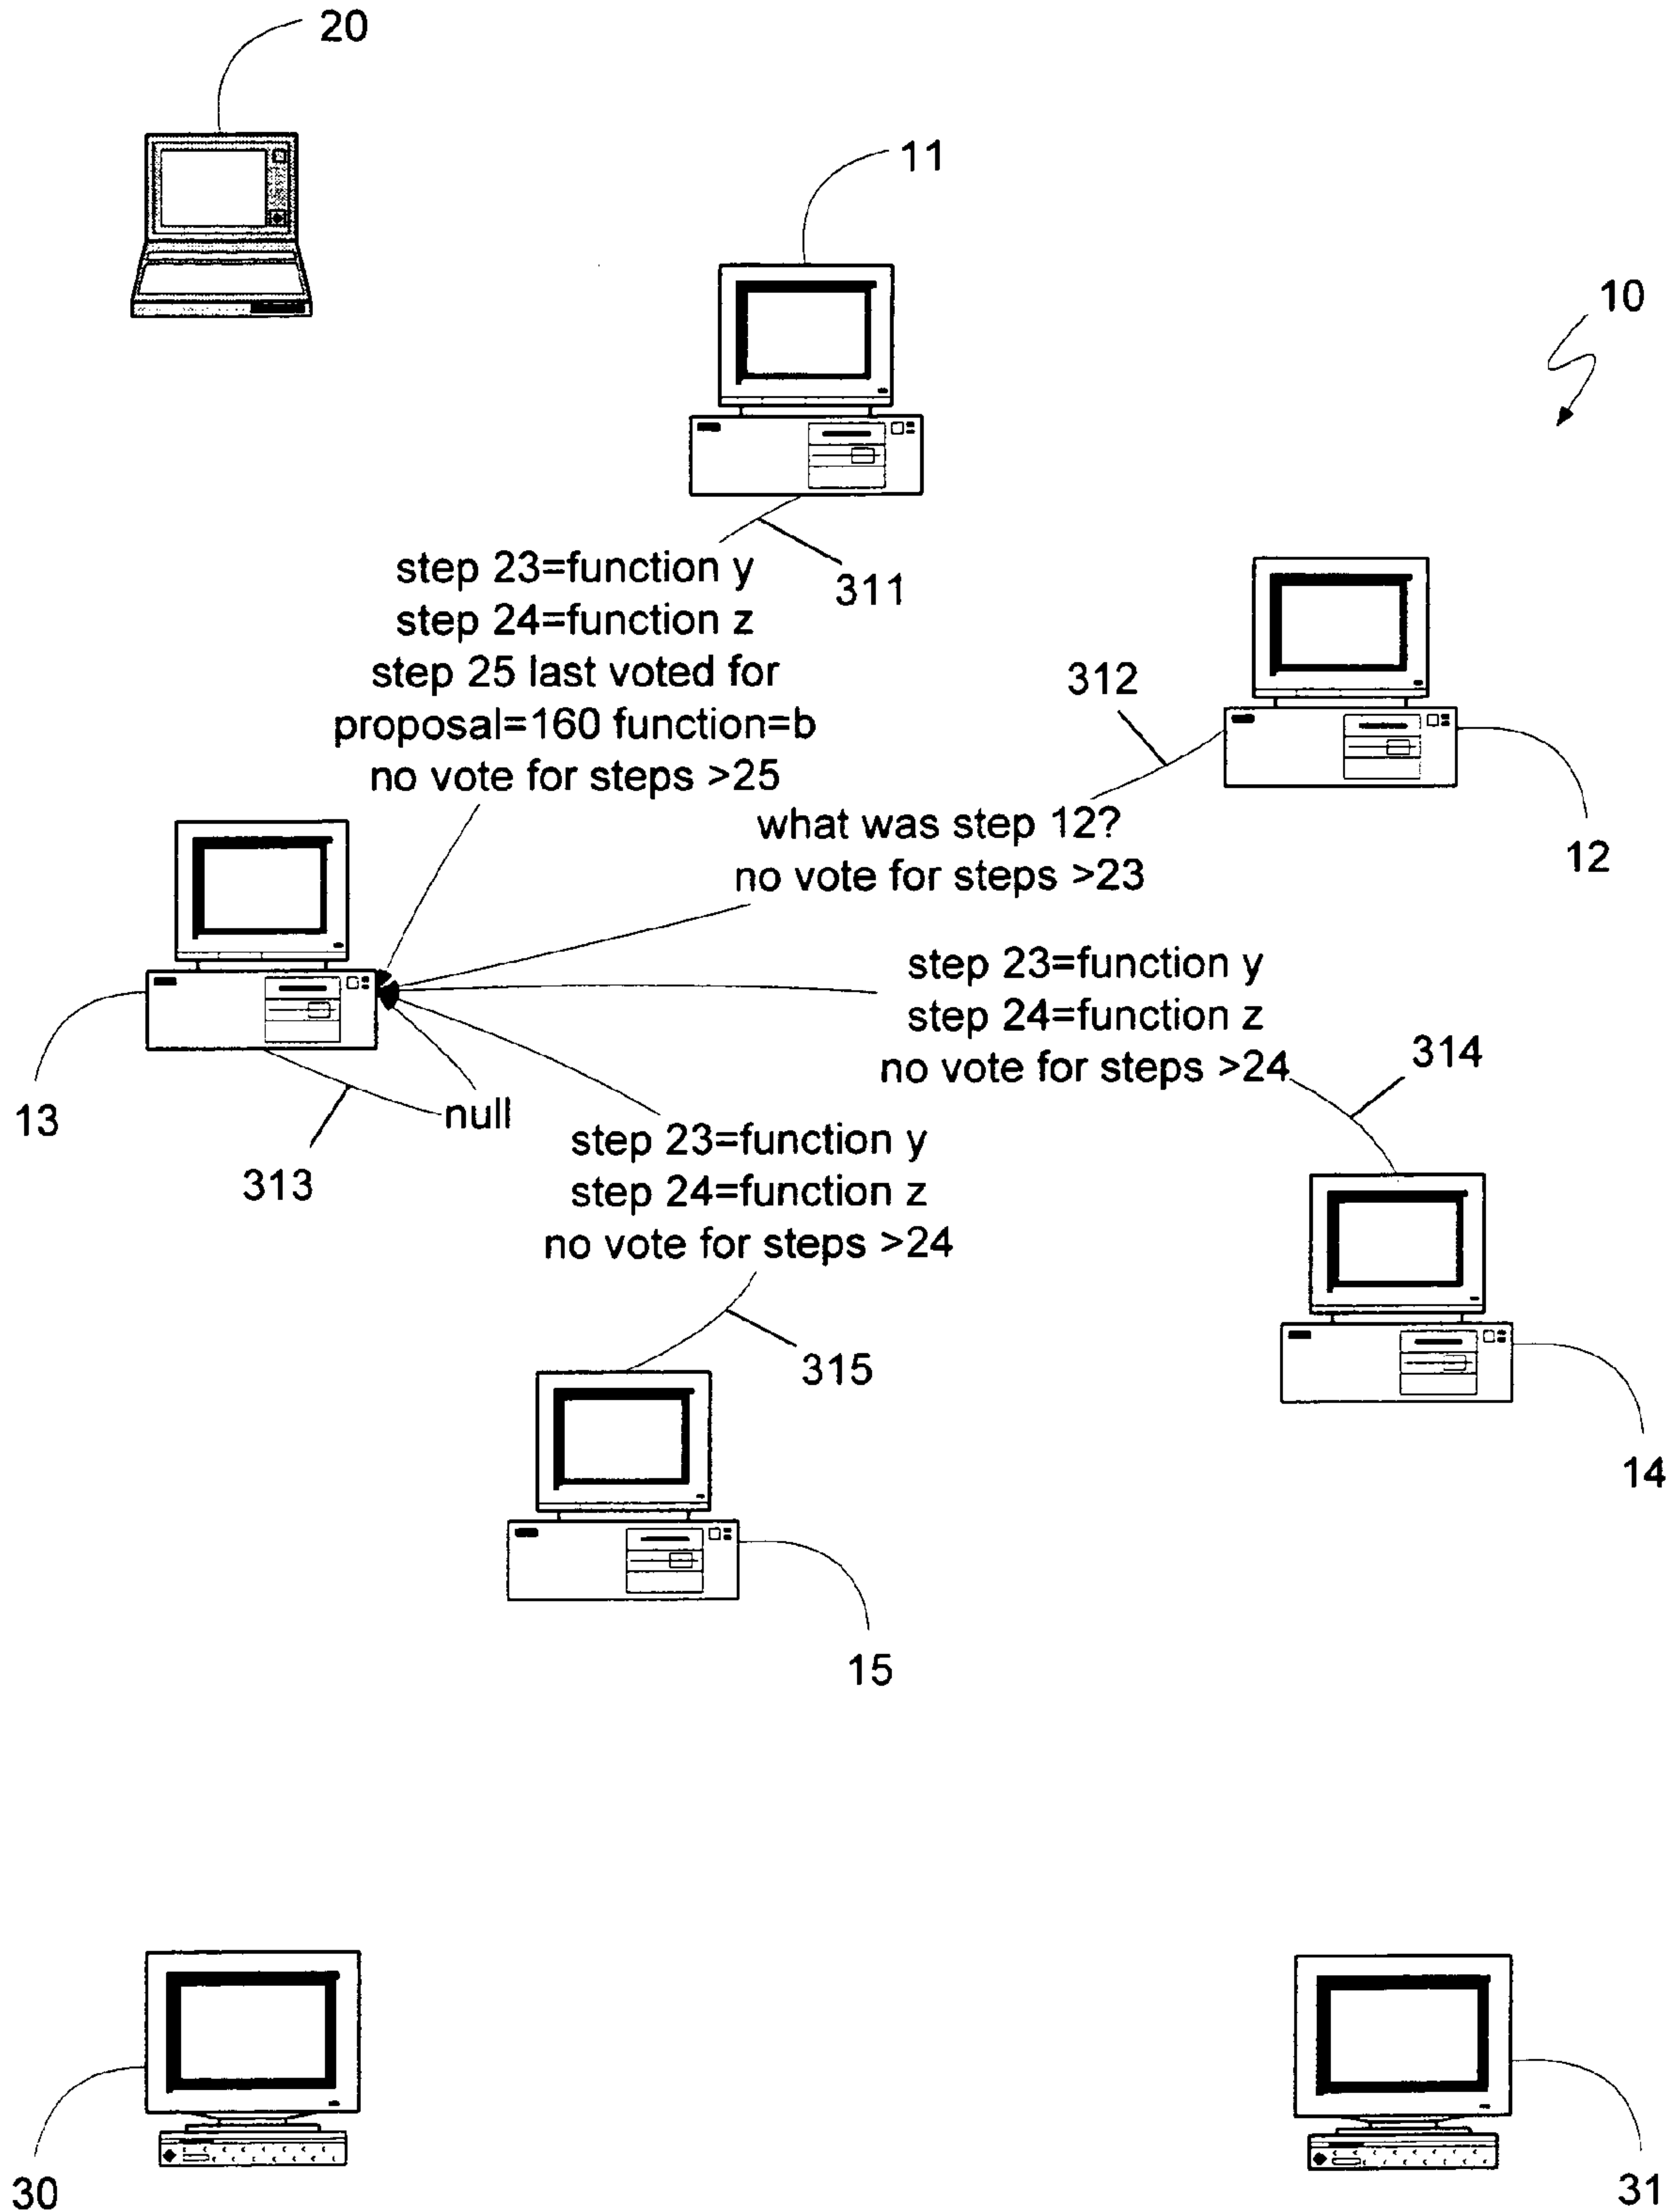 20
11
10
311
step 23=function y
step 24=function z
step 25 last voted for
proposal=160 function=b
no vote for steps >25
312
12
what was step 12?
no vote for steps >23
step 23=function y
step 24=function z
no vote for steps >24
314
13
null
313
step 23=function y
step 24=function z
no vote for steps >24
315
14
15
30
31